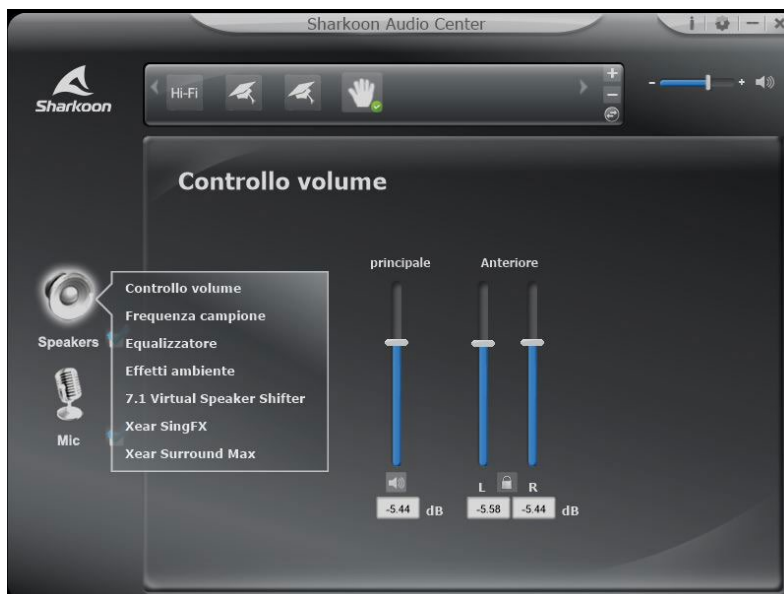 Sharkoon Audio Center
Sharkoon
Hi-Fi
Controllo volume
principale
Anteriore
Speakers
Mic
Controllo volume
Frequenza campione
Equalizzatore
Effetti ambiente
7.1 Virtual Speaker Shifter
Xear SingFX
Xear Surround Max
L R
-5.44 dB -5.58 -5.44 dB